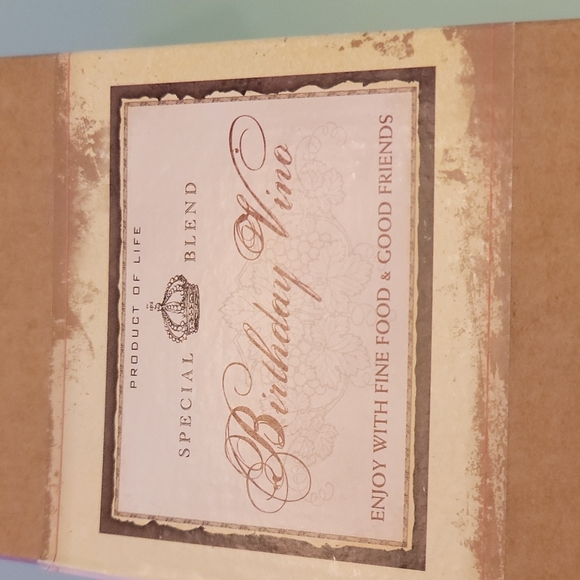 PRODUCT OF LIFE
SPECIAL BLEND
Birthday Vino
ENJOY WITH FINE FOOD & GOOD FRIENDS